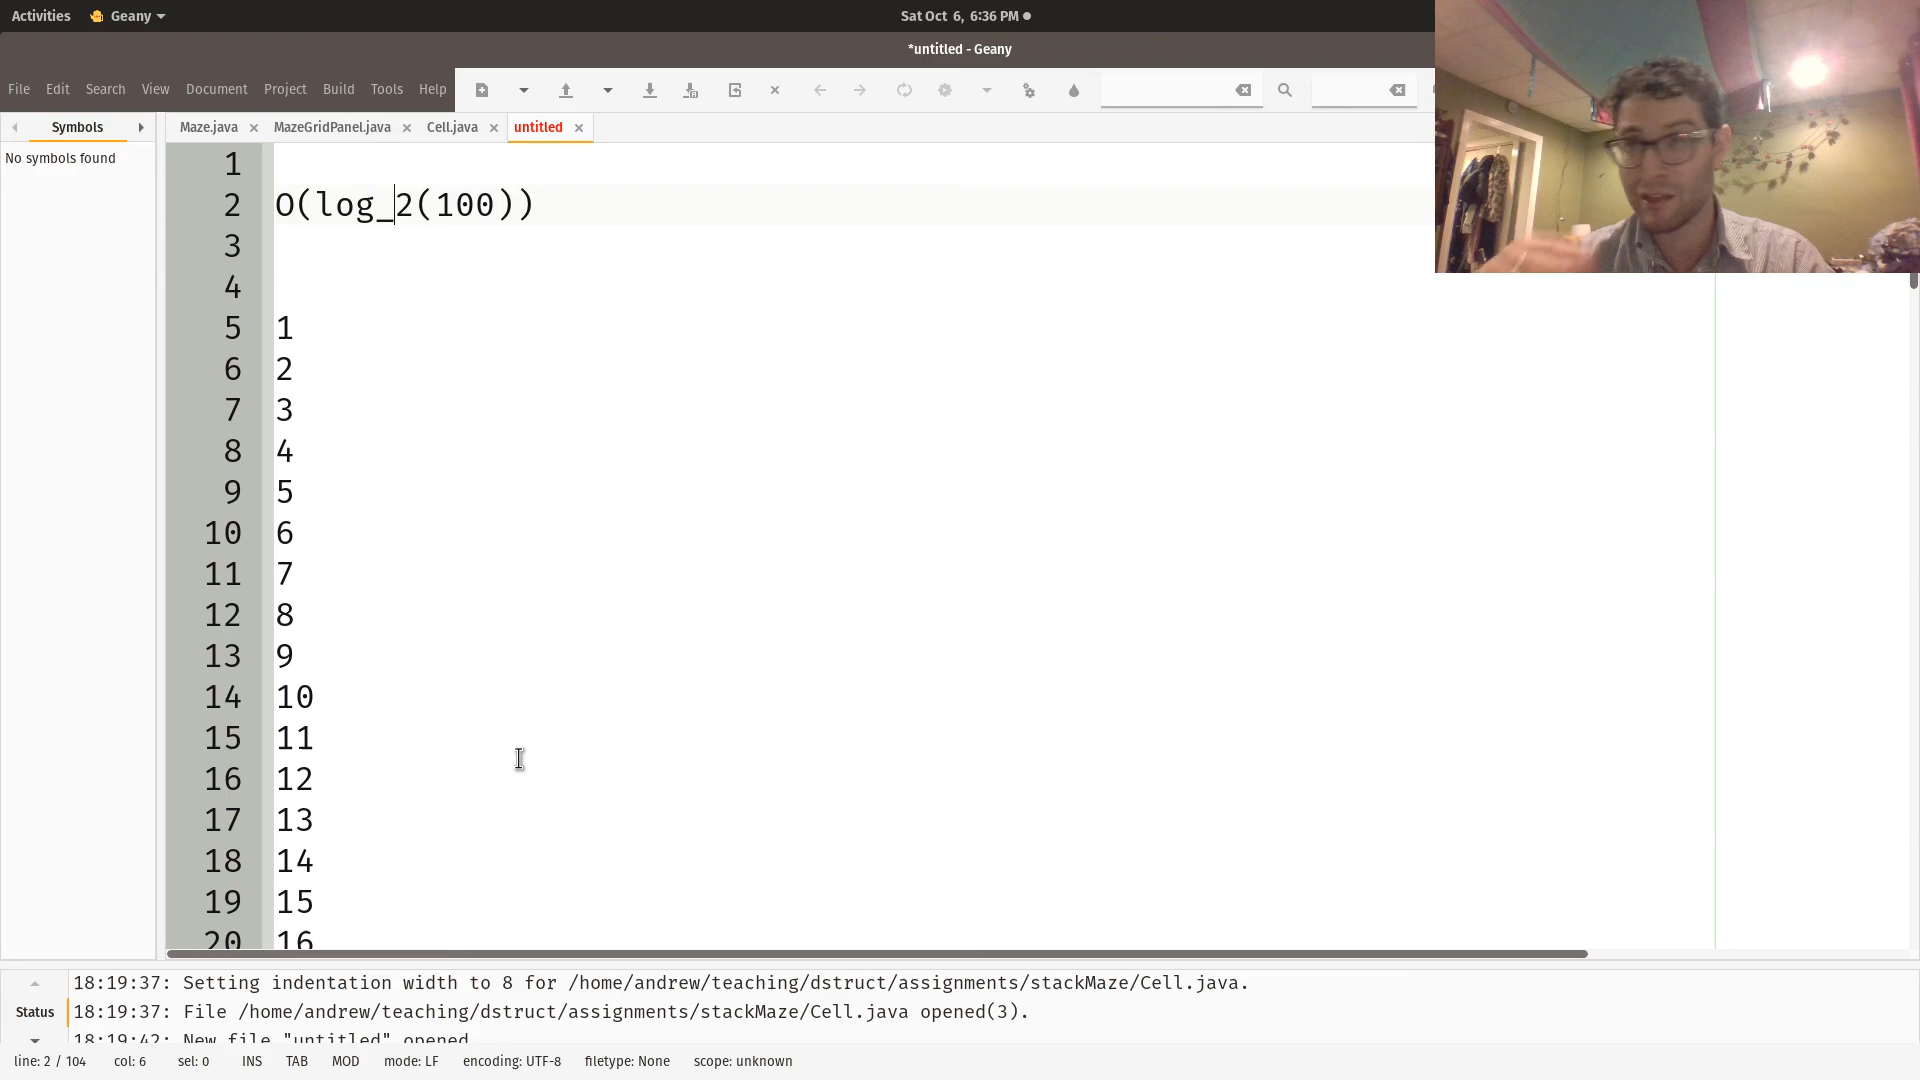 Activities Geany Sat Oct 6, 6:36 PM
*untitled - Geany
File Edit Search View Document Project Build Tools Help
Symbols Maze.java MazeGridPanel.java Cell.java untitled
No symbols found
1
2 O(log_2(100))
3
4
5 1
6 2
7 3
8 4
9 5
10 6
11 7
12 8
13 9
14 10
15 11
16 12
17 13
18 14
19 15
20 16
18:19:37: Setting indentation width to 8 for /home/andrew/teaching/dstruct/assignments/stackMaze/Cell.java.
Status 18:19:37: File /home/andrew/teaching/dstruct/assignments/stackMaze/Cell.java opened(3).
18:19:42: New file "untitled" opened
line: 2 / 104 col: 6 sel: 0 INS TAB MOD mode: LF encoding: UTF-8 filetype: None scope: unknown